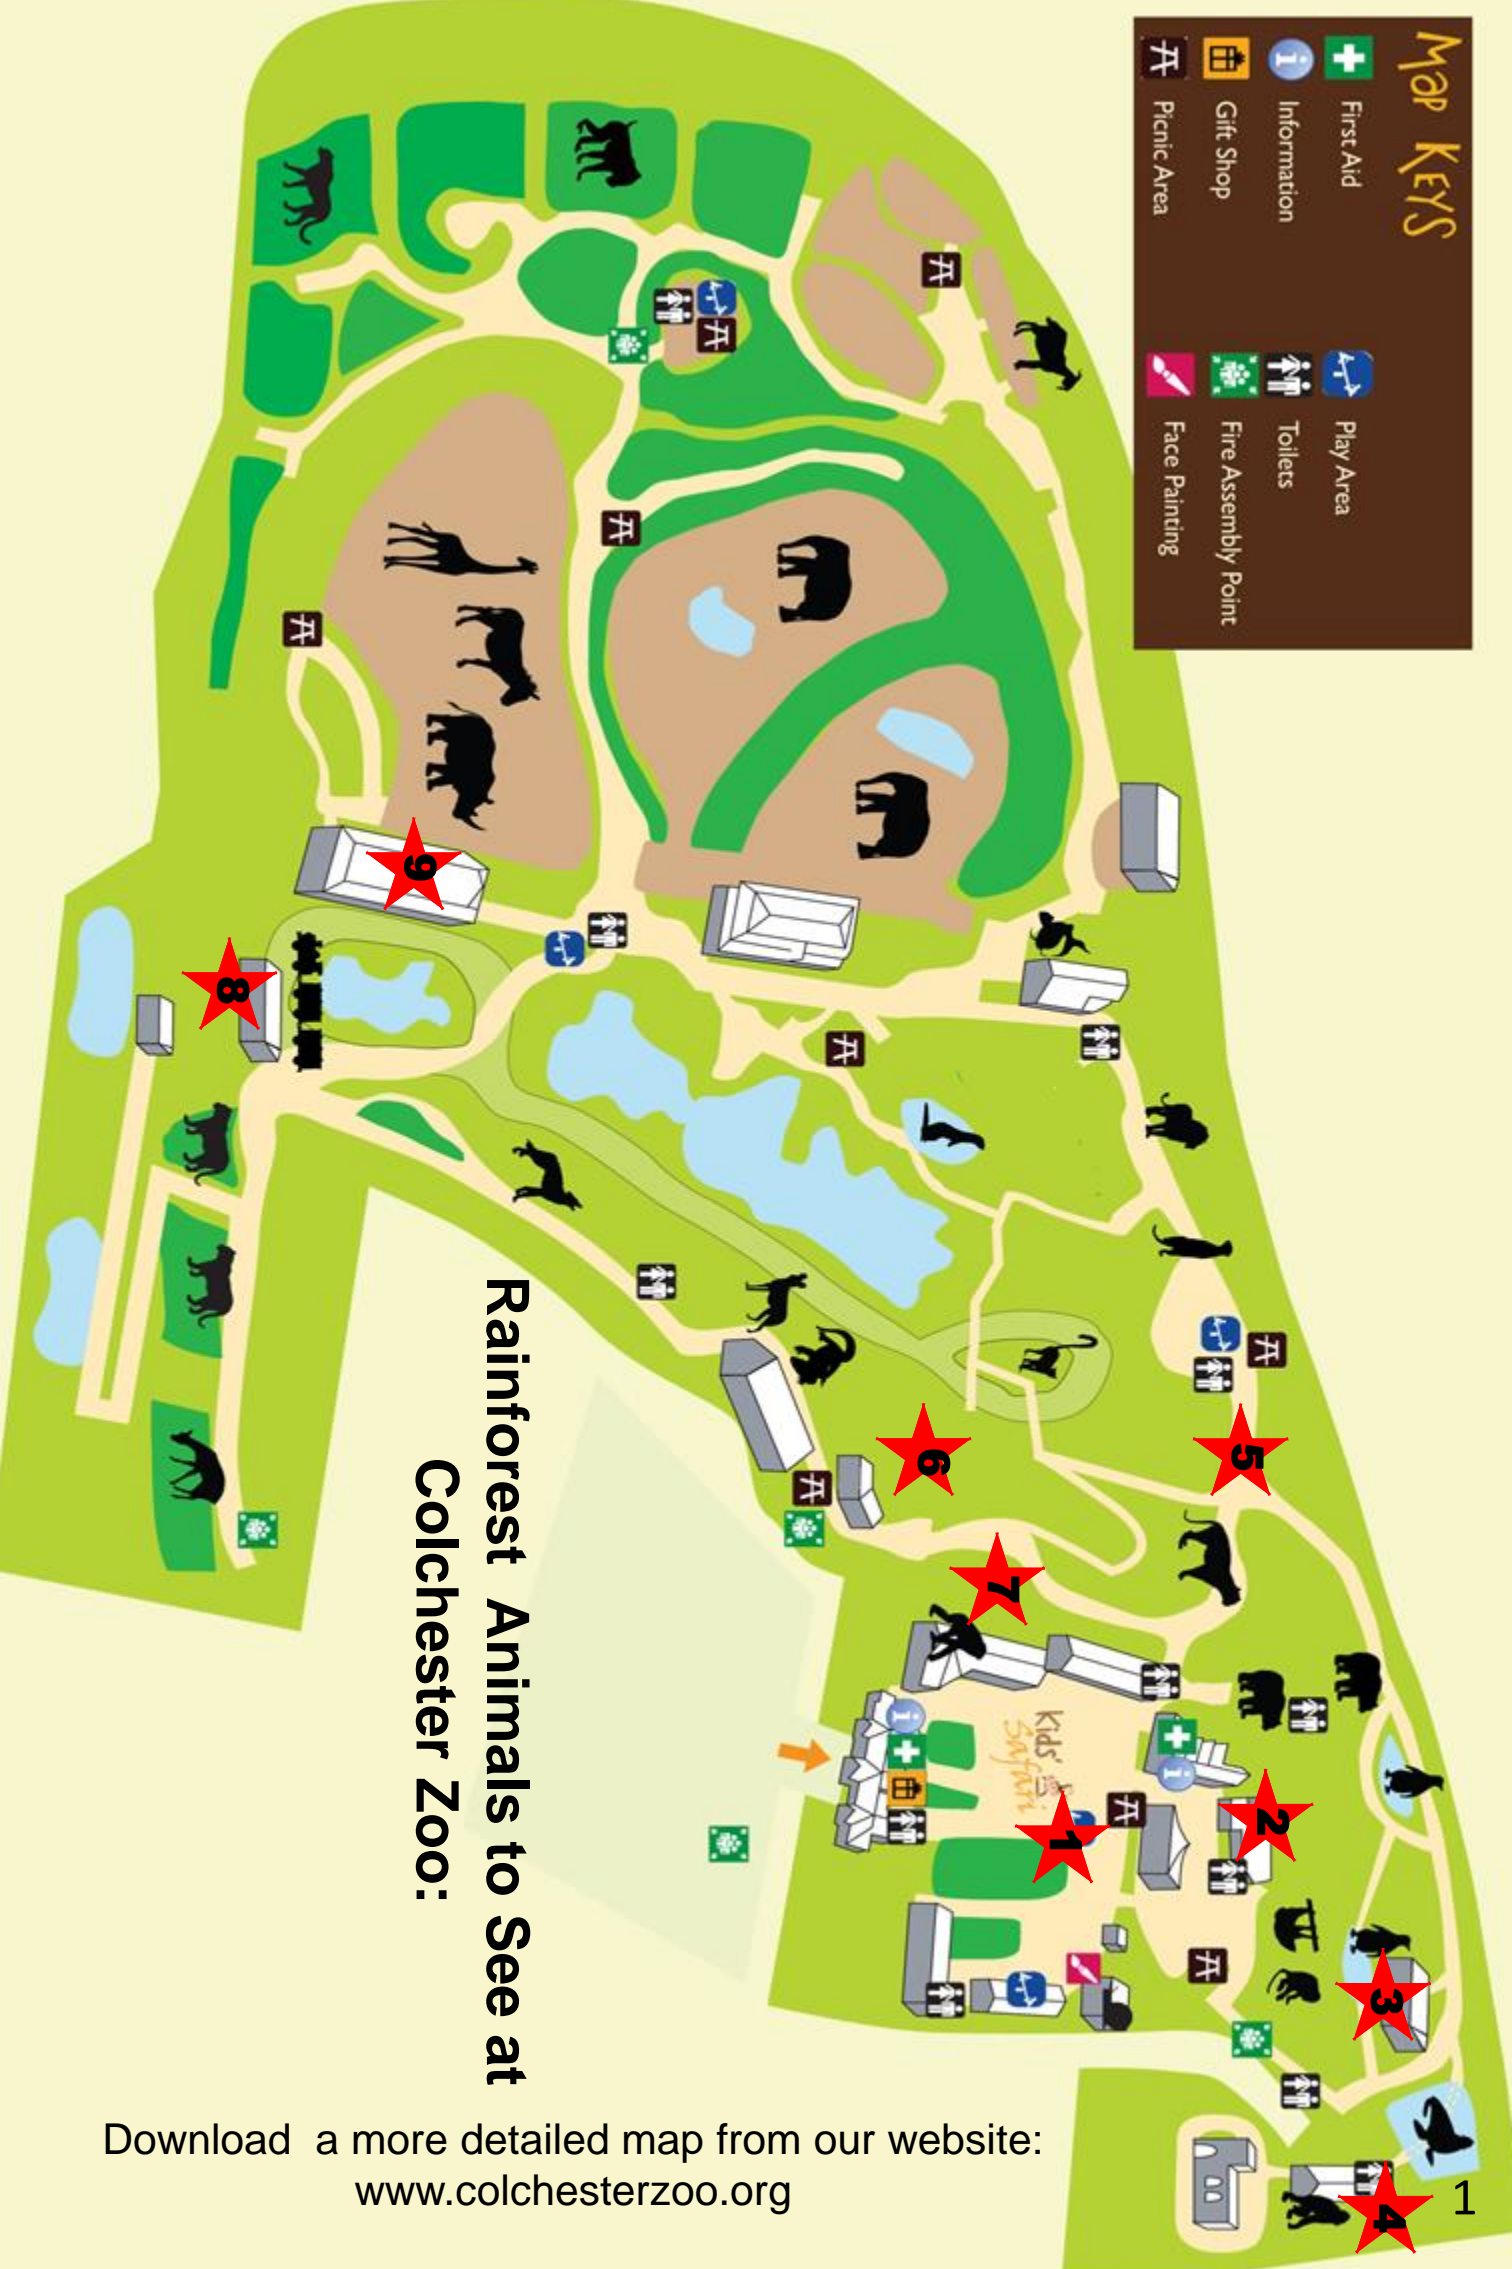 Map Keys
First Aid
Information
Gift Shop
Picnic Area
Play Area
Toilets
Fire Assembly Point
Face Painting
9
8
6
5
7
Kids'
Safari
1
2
3
4
Rainforest Animals to See at
Colchester Zoo:
Download a more detailed map from our website:
www.colchesterzoo.org
1